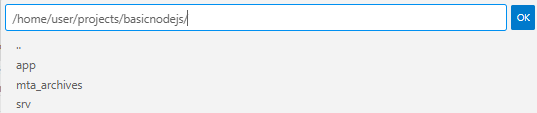 /home/user/projects/basicnodejs/
OK
..
app
mta_archives
srv